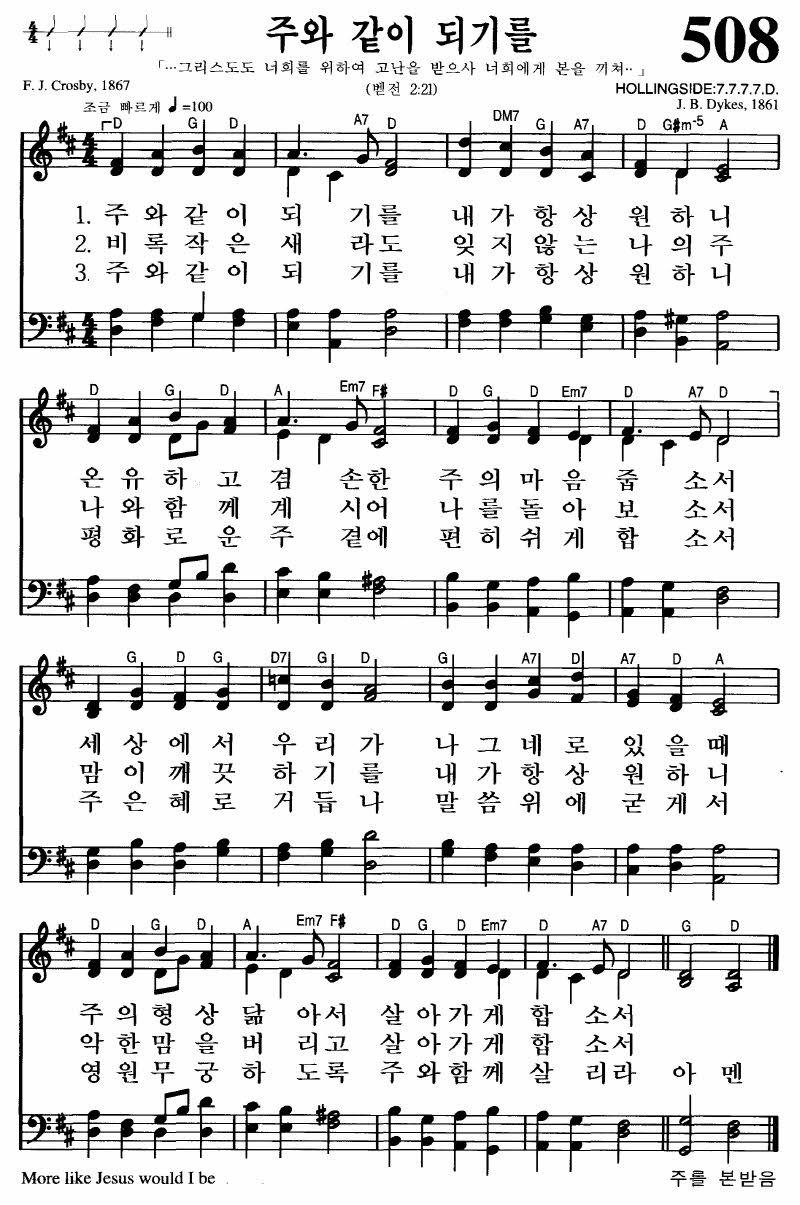 주와 같이 되기를
508
「…그리스도도 너희를 위하여 고난을 받으사 너희에게 본을 끼쳐‥」
F. J. Crosby, 1867
(벧전 2:21)
HOLLINGSIDE:7.7.7.7.D.
조금 빠르게 ♩=100
J. B. Dykes, 1861
D G D A7 D DM7 G A7 D G#m-5 A
4/4
1. 주와같이되 기를 내가항상 원하니
2. 비록작은새 라도 잊지않는 나의주
3. 주와같이되 기를 내가항상 원하니
D G D A Em7 F# D G D Em7 D A7 D
온유하고겸 손한 주의마음줍 소서
나와함께계 시어 나를돌아보 소서
평화로운주 곁에 편히쉬게합 소서
G D G D7 G D G A7 D A7 D A
세상에서 우리가 나그네로 있을때
맘이깨끗 하기를 내가항상 원하니
주은혜로 거듭나 말씀위에 굳게서
D G D A Em7 F# D G D Em7 D A7 D G D
주의형상닮 아서 살아가게합 소서
악한맘을버 리고 살아가게합 소서
영원무궁하 도록 주와함께살 리라 아멘
More like Jesus would I be
주를 본받음